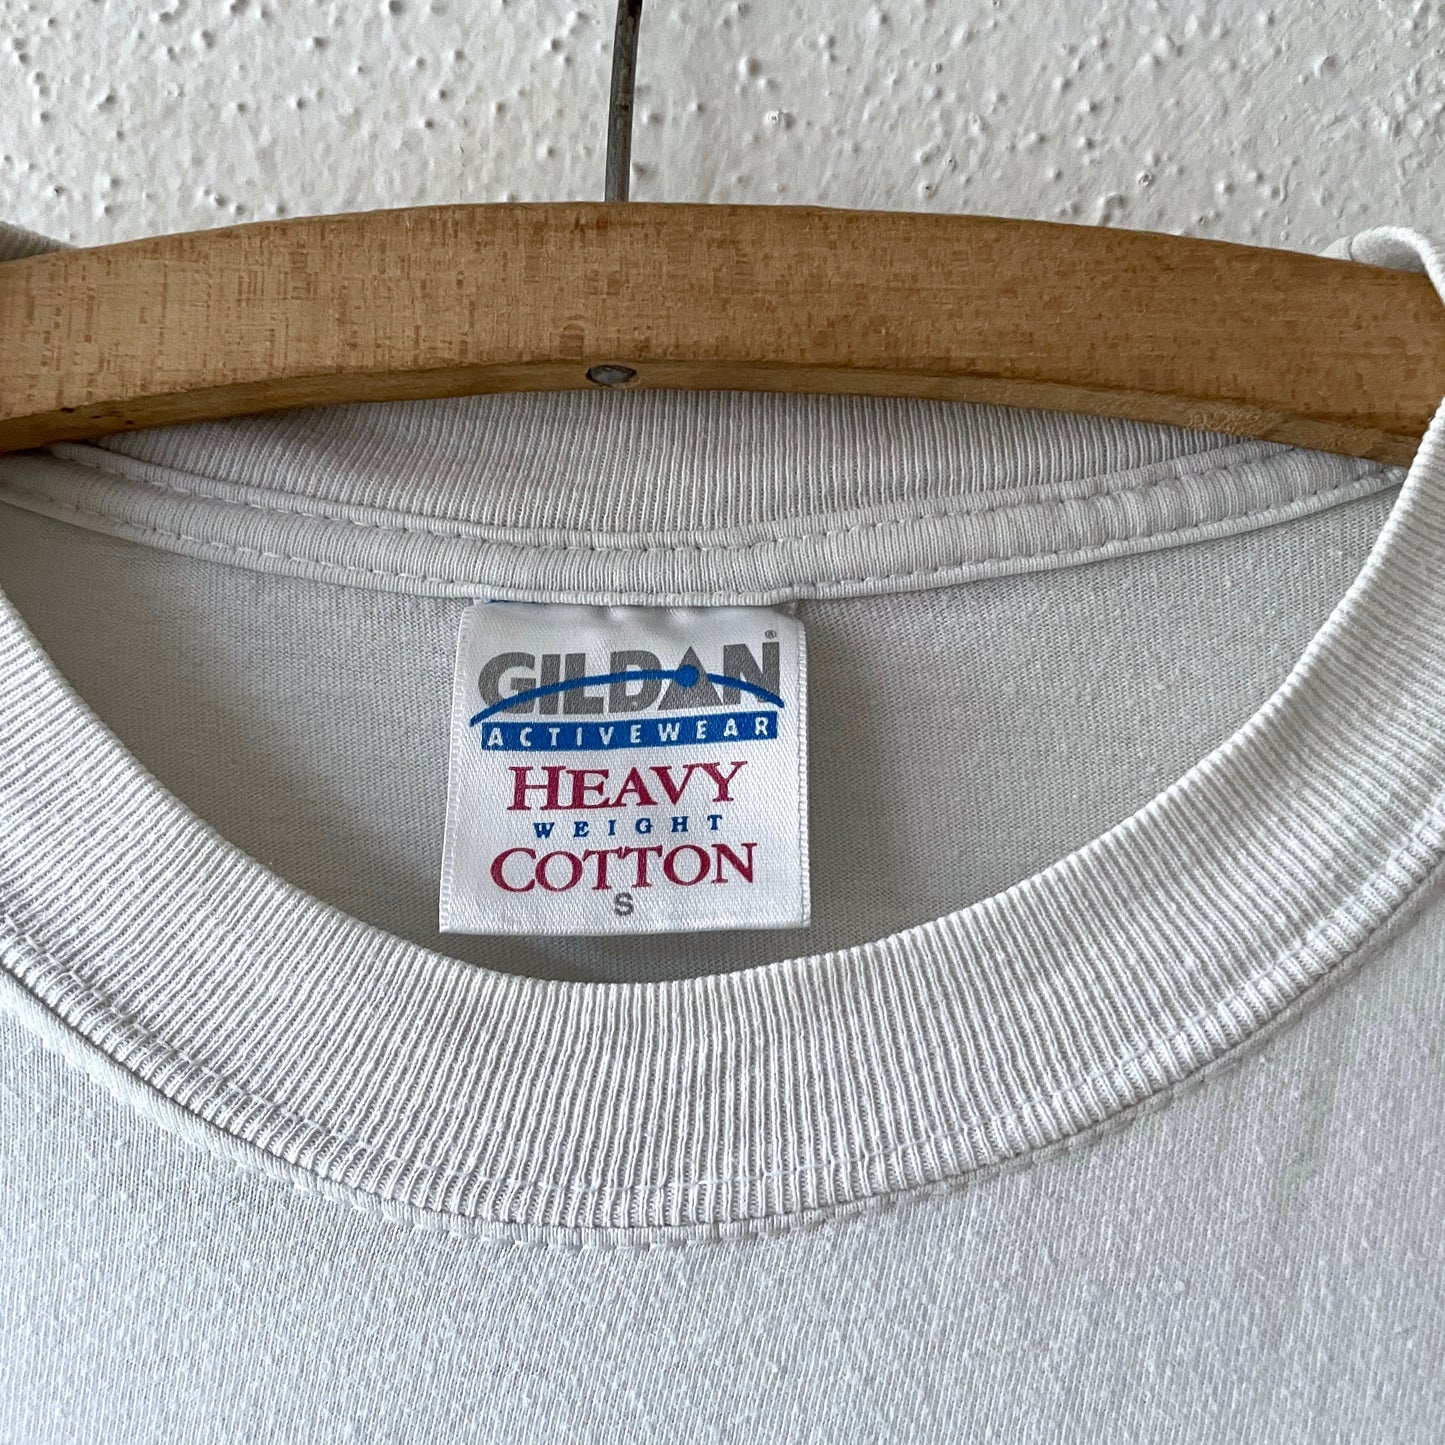 GILDAN®
ACTIVEWEAR
HEAVY
WEIGHT
COTTON
S